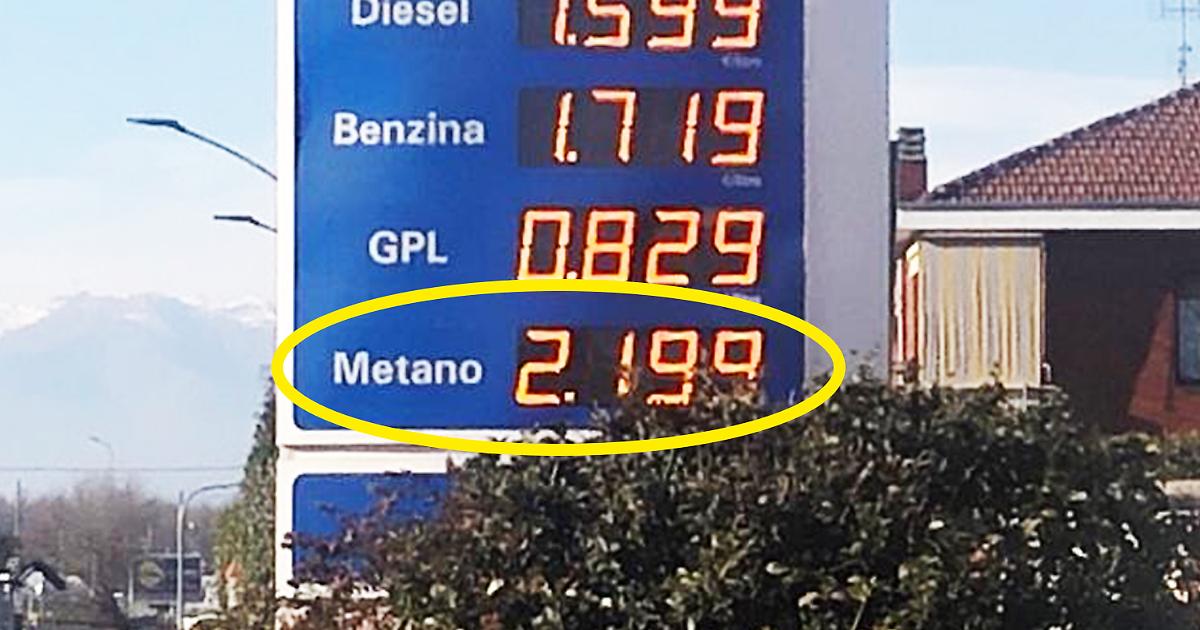 Diesel 1.599
Benzina 1.719
GPL 0.829
Metano 2.199